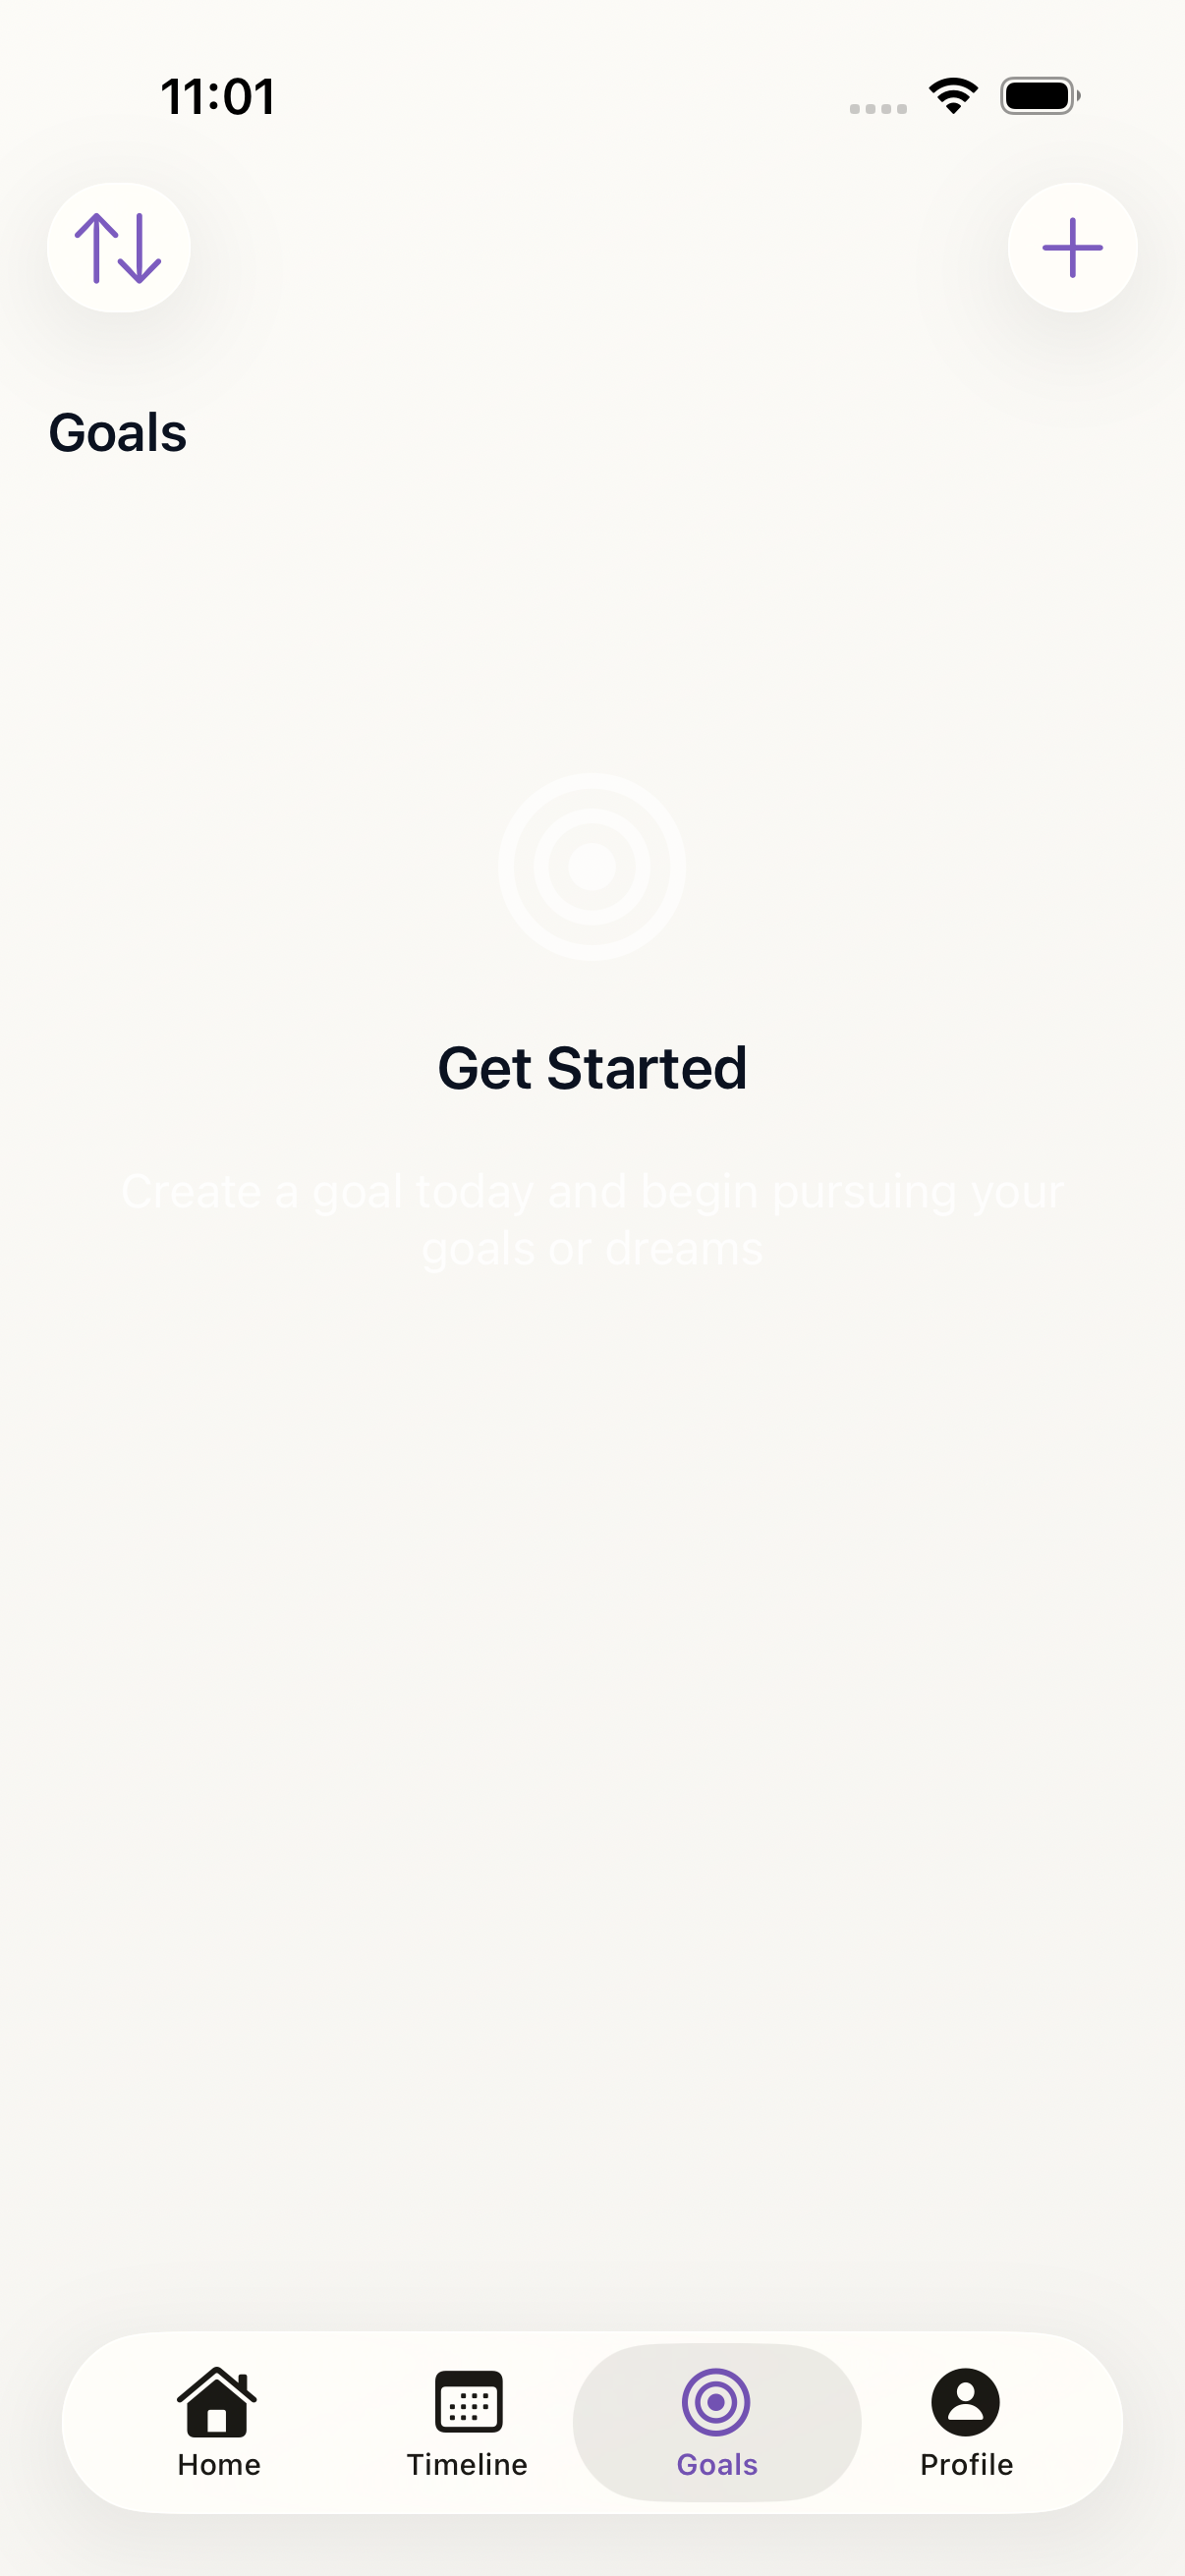 11:01
Goals
Get Started
Create a goal today and begin pursuing your
goals or dreams
Home
Timeline
Goals
Profile